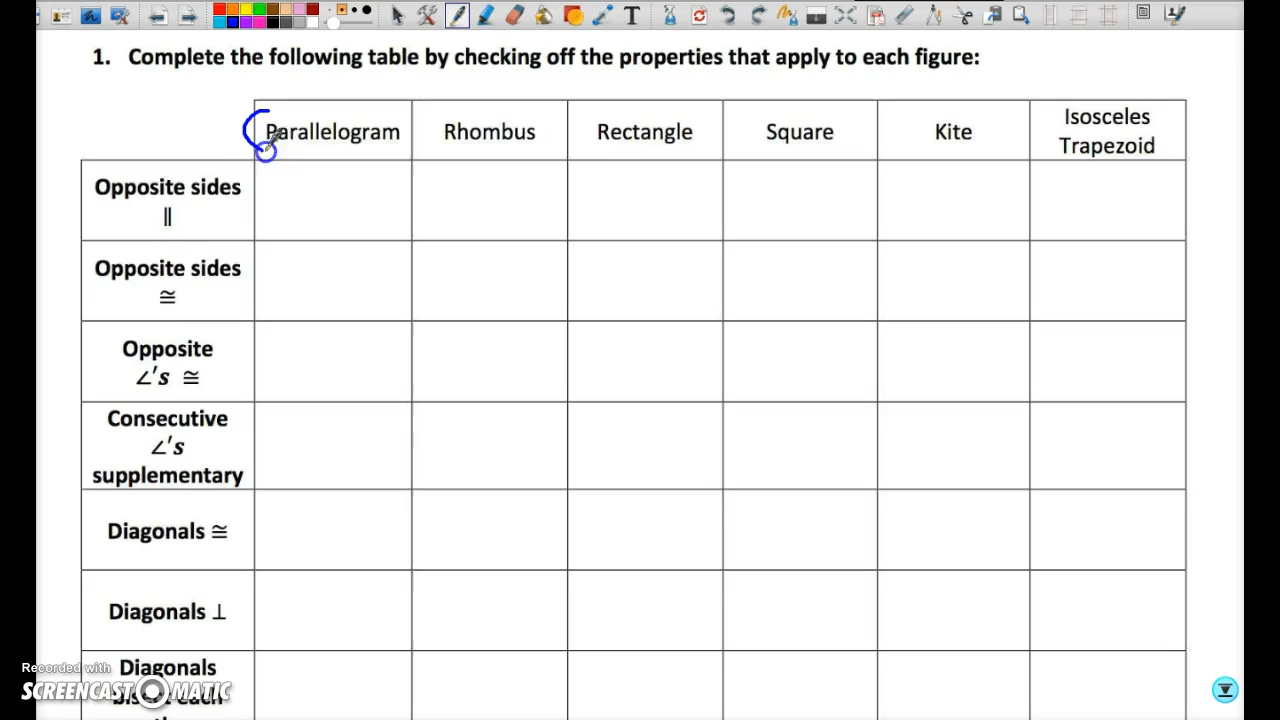 1. Complete the following table by checking off the properties that apply to each figure:
Parallelogram Rhombus Rectangle Square Kite Isosceles Trapezoid
Opposite sides
∥
Opposite sides
≅
Opposite
∠'s ≅
Consecutive
∠'s
supplementary
Diagonals ≅
Diagonals ⊥
Diagonals
each
Recorded with
SCREENCAST MATIC